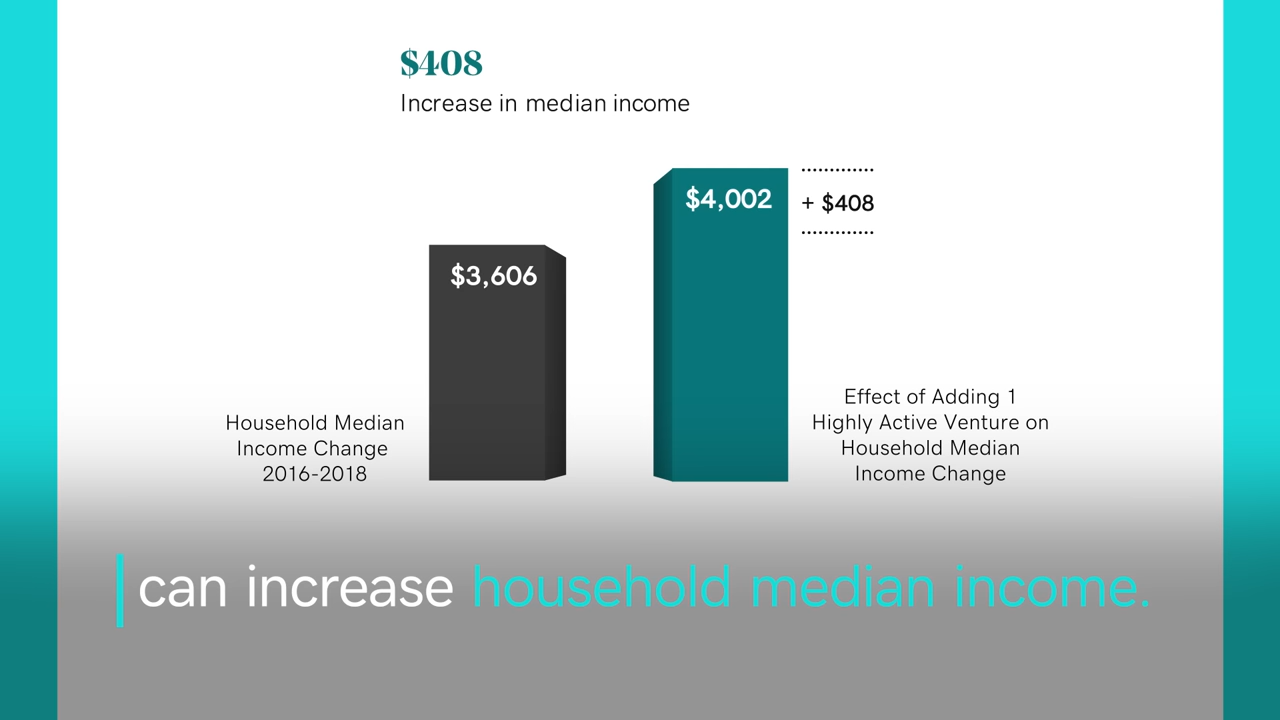 $408
Increase in median income
$4,002
+ $408
$3,606
Household Median
Income Change
2016-2018
Effect of Adding 1
Highly Active Venture on
Household Median
Income Change
can increase household median income.